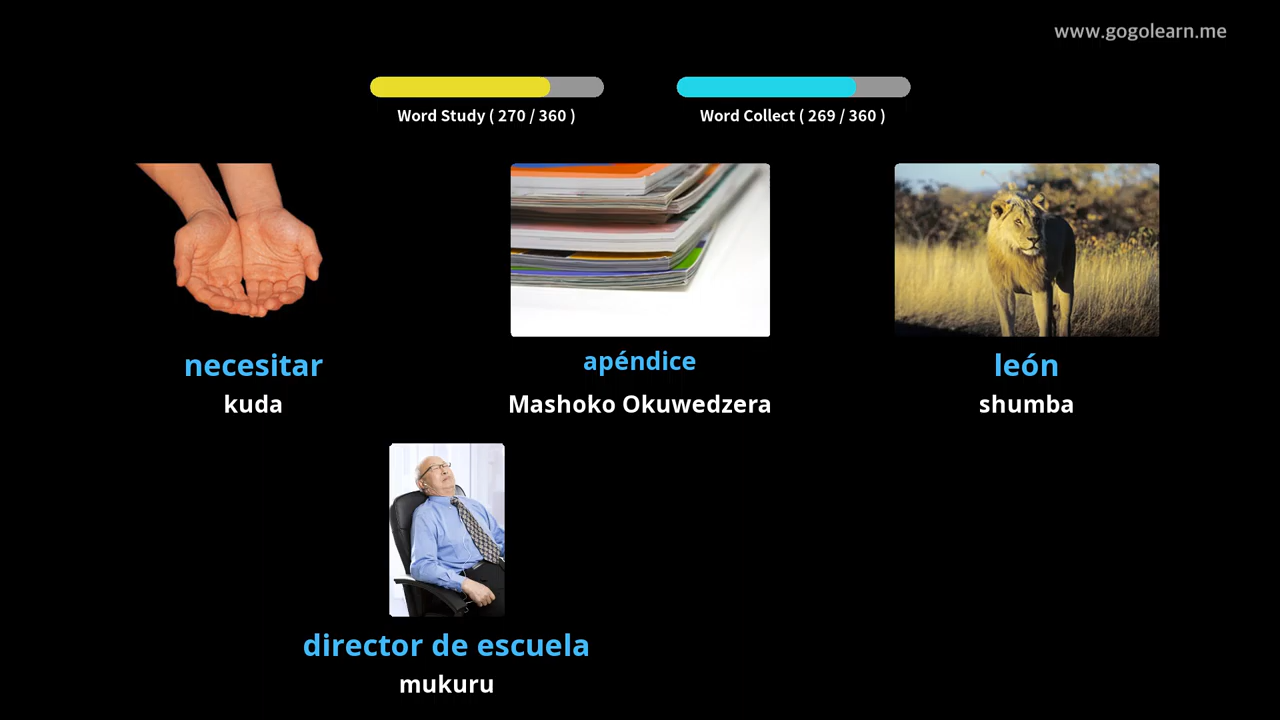 www.gogolearn.me
Word Study ( 270 / 360 )
Word Collect ( 269 / 360 )
necesitar
kuda
apéndice
Mashoko Okuwedzera
león
shumba
director de escuela
mukuru